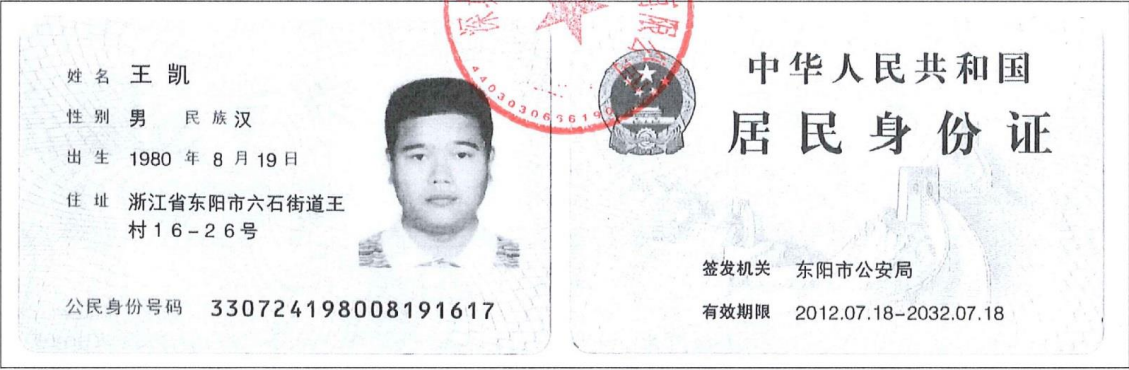 姓名 王凯
性别 男 民族 汉
出生 1980 年 8 月 19 日
住址 浙江省东阳市六石街道王
村16-26号
公民身份号码 330724198008191617
中华人民共和国
居民身份证
签发机关 东阳市公安局
有效期限 2012.07.18-2032.07.18